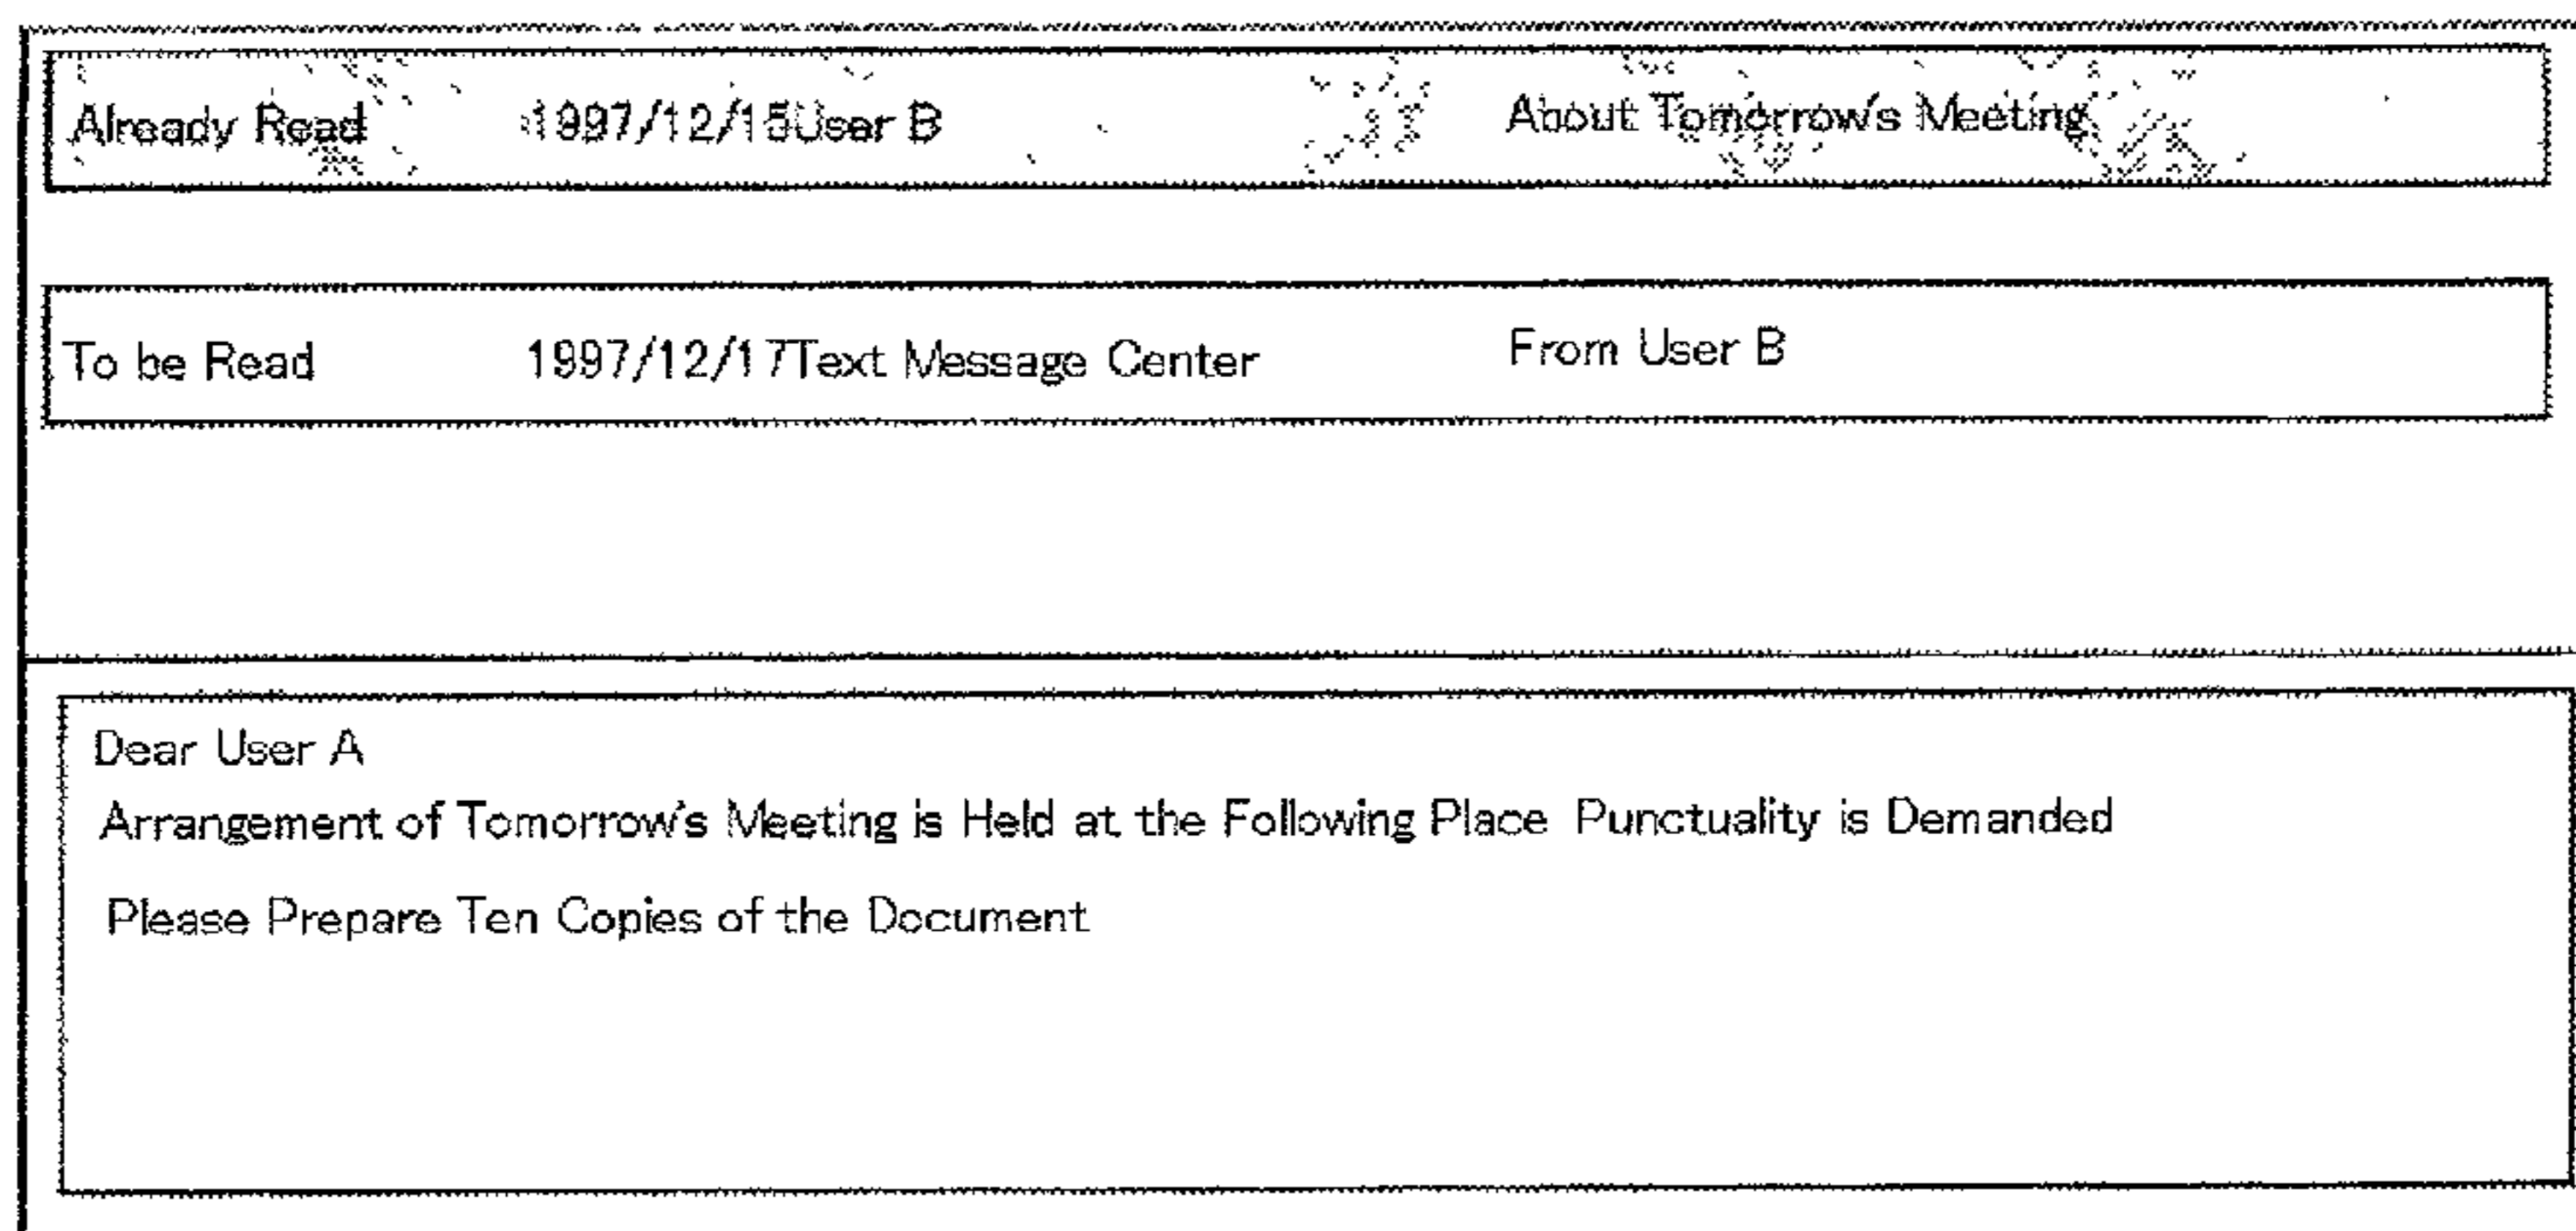 Already Read 1997/12/15User B About Tomorrow's Meeting
To be Read 1997/12/17Text Message Center From User B
Dear User A
Arrangement of Tomorrow's Meeting is Held at the Following Place Punctuality is Demanded
Please Prepare Ten Copies of the Document